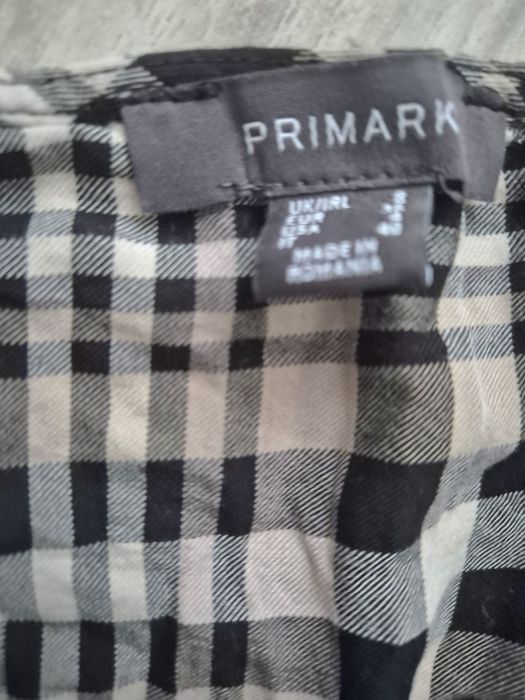 PRIMARK
UK/IRL 8
EUR
USA 4
IT 40
MADE IN
ROMANIA